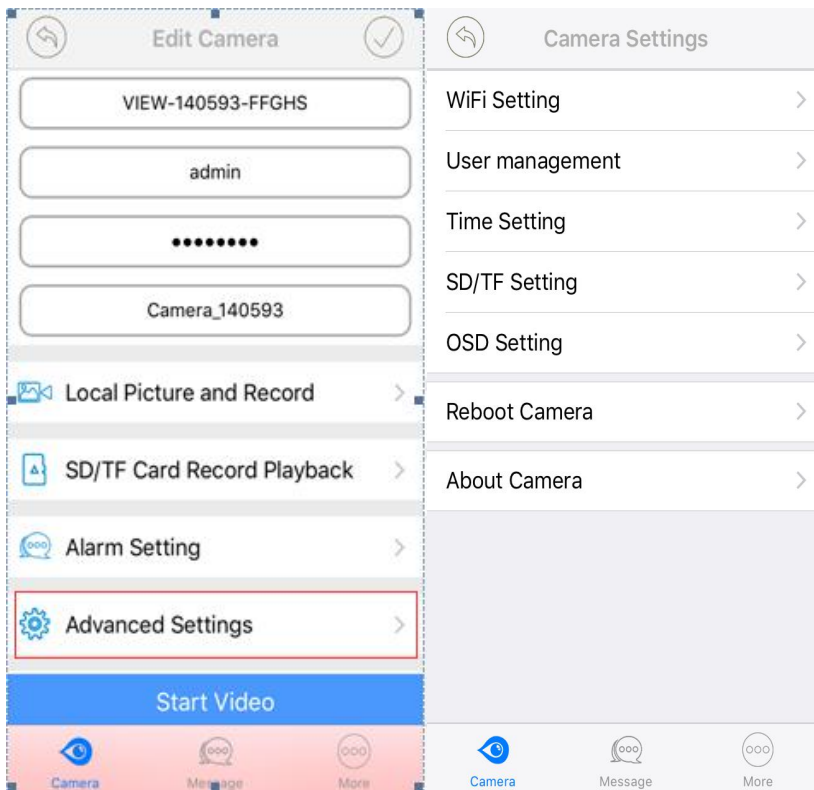 Edit Camera
VIEW-140593-FFGHS
admin
••••••••
Camera_140593
Local Picture and Record
SD/TF Card Record Playback
Alarm Setting
Advanced Settings
Start Video
Camera
Message
More
Camera Settings
WiFi Setting
User management
Time Setting
SD/TF Setting
OSD Setting
Reboot Camera
About Camera
Camera
Message
More